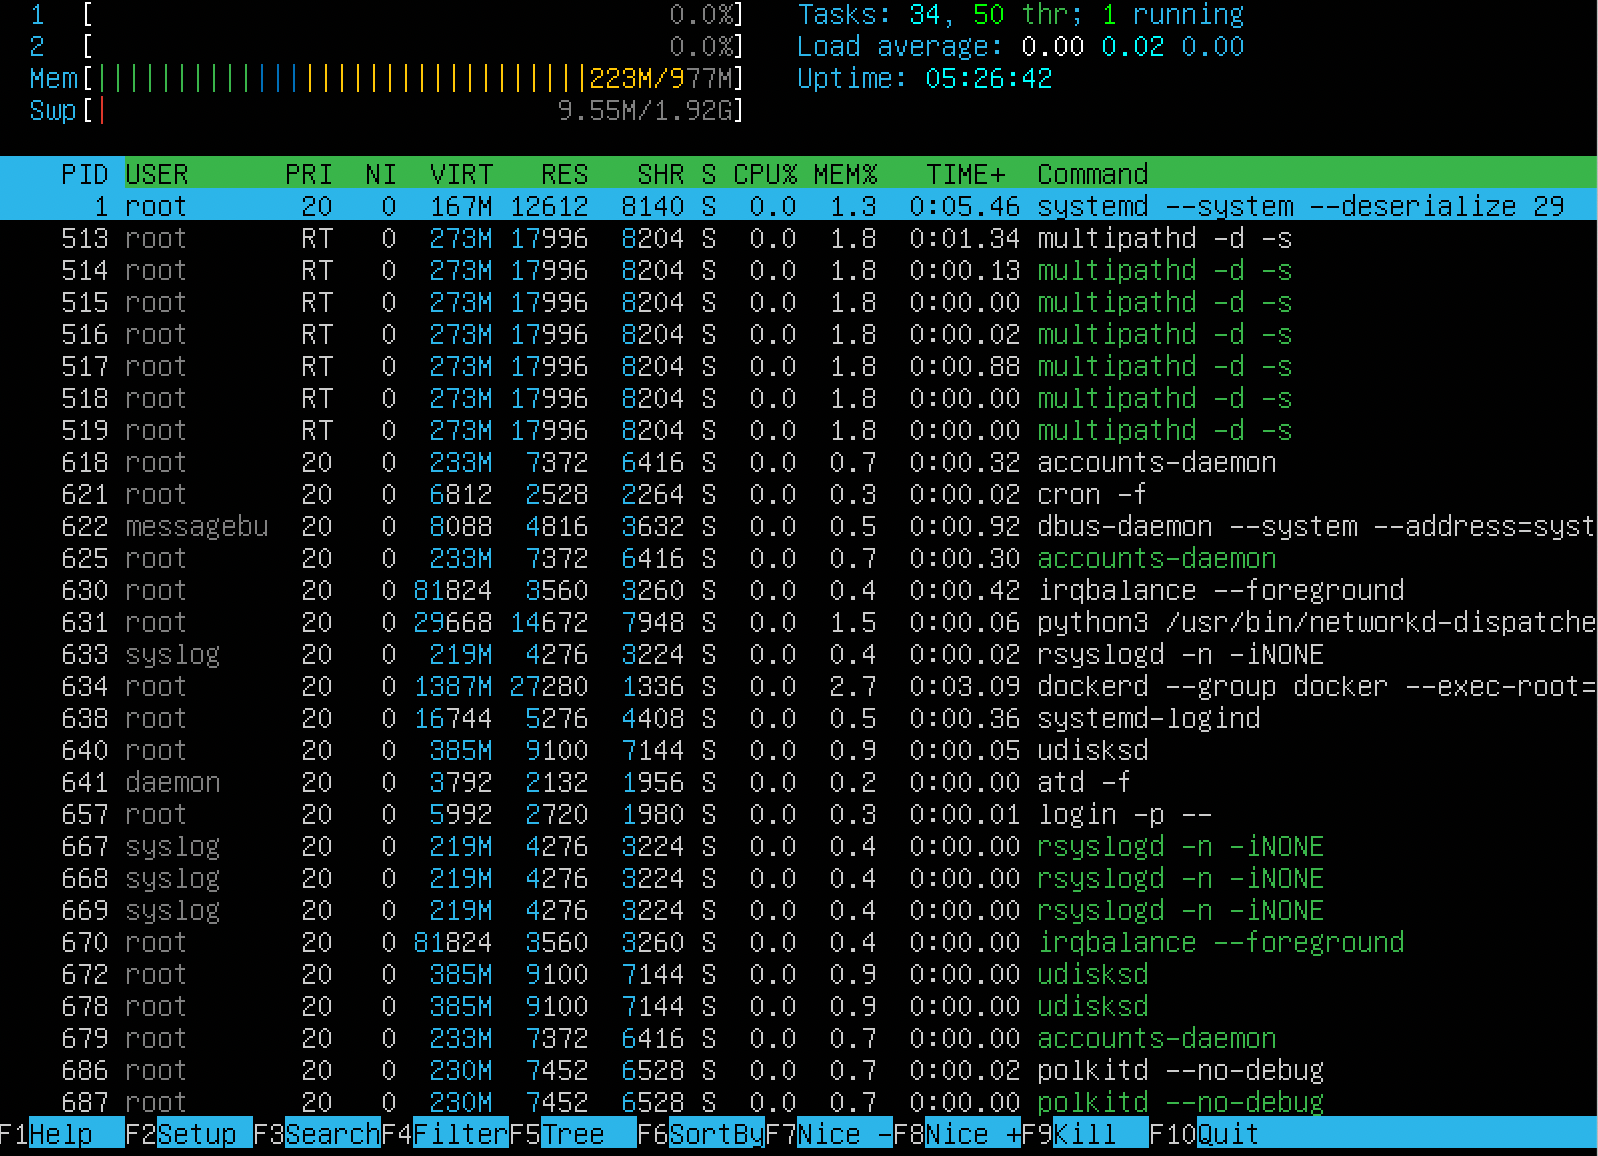 1 [ 0.0%] Tasks: 34, 50 thr; 1 running
2 [ 0.0%] Load average: 0.00 0.02 0.00
Mem[|||||||||||||||||||||||||||||||223M/977M] Uptime: 05:26:42
Swp[| 9.55M/1.92G]
PID USER PRI NI VIRT RES SHR S CPU% MEM% TIME+ Command
1 root 20 0 167M 12612 8140 S 0.0 1.3 0:05.46 systemd --system --deserialize 29
513 root RT 0 273M 17996 8204 S 0.0 1.8 0:01.34 multipathd -d -s
514 root RT 0 273M 17996 8204 S 0.0 1.8 0:00.13 multipathd -d -s
515 root RT 0 273M 17996 8204 S 0.0 1.8 0:00.00 multipathd -d -s
516 root RT 0 273M 17996 8204 S 0.0 1.8 0:00.02 multipathd -d -s
517 root RT 0 273M 17996 8204 S 0.0 1.8 0:00.88 multipathd -d -s
518 root RT 0 273M 17996 8204 S 0.0 1.8 0:00.00 multipathd -d -s
519 root RT 0 273M 17996 8204 S 0.0 1.8 0:00.00 multipathd -d -s
618 root 20 0 233M 7372 6416 S 0.0 0.7 0:00.32 accounts-daemon
621 root 20 0 6812 2528 2264 S 0.0 0.3 0:00.02 cron -f
622 messagebu 20 0 8088 4816 3632 S 0.0 0.5 0:00.92 dbus-daemon --system --address=syst
625 root 20 0 233M 7372 6416 S 0.0 0.7 0:00.30 accounts-daemon
630 root 20 0 81824 3560 3260 S 0.0 0.4 0:00.42 irqbalance --foreground
631 root 20 0 29668 14672 7948 S 0.0 1.5 0:00.06 python3 /usr/bin/networkd-dispatche
633 syslog 20 0 219M 4276 3224 S 0.0 0.4 0:00.02 rsyslogd -n -iNONE
634 root 20 0 1387M 27280 1336 S 0.0 2.7 0:03.09 dockerd --group docker --exec-root=
638 root 20 0 16744 5276 4408 S 0.0 0.5 0:00.36 systemd-logind
640 root 20 0 385M 9100 7144 S 0.0 0.9 0:00.05 udisksd
641 daemon 20 0 3792 2132 1956 S 0.0 0.2 0:00.00 atd -f
657 root 20 0 5992 2720 1980 S 0.0 0.3 0:00.01 login -p --
667 syslog 20 0 219M 4276 3224 S 0.0 0.4 0:00.00 rsyslogd -n -iNONE
668 syslog 20 0 219M 4276 3224 S 0.0 0.4 0:00.00 rsyslogd -n -iNONE
669 syslog 20 0 219M 4276 3224 S 0.0 0.4 0:00.00 rsyslogd -n -iNONE
670 root 20 0 81824 3560 3260 S 0.0 0.4 0:00.00 irqbalance --foreground
672 root 20 0 385M 9100 7144 S 0.0 0.9 0:00.00 udisksd
678 root 20 0 385M 9100 7144 S 0.0 0.9 0:00.00 udisksd
679 root 20 0 233M 7372 6416 S 0.0 0.7 0:00.00 accounts-daemon
686 root 20 0 230M 7452 6528 S 0.0 0.7 0:00.02 polkitd --no-debug
687 root 20 0 230M 7452 6528 S 0.0 0.7 0:00.00 polkitd --no-debug
F1Help F2Setup F3SearchF4FilterF5Tree F6SortByF7Nice -F8Nice +F9Kill F10Quit